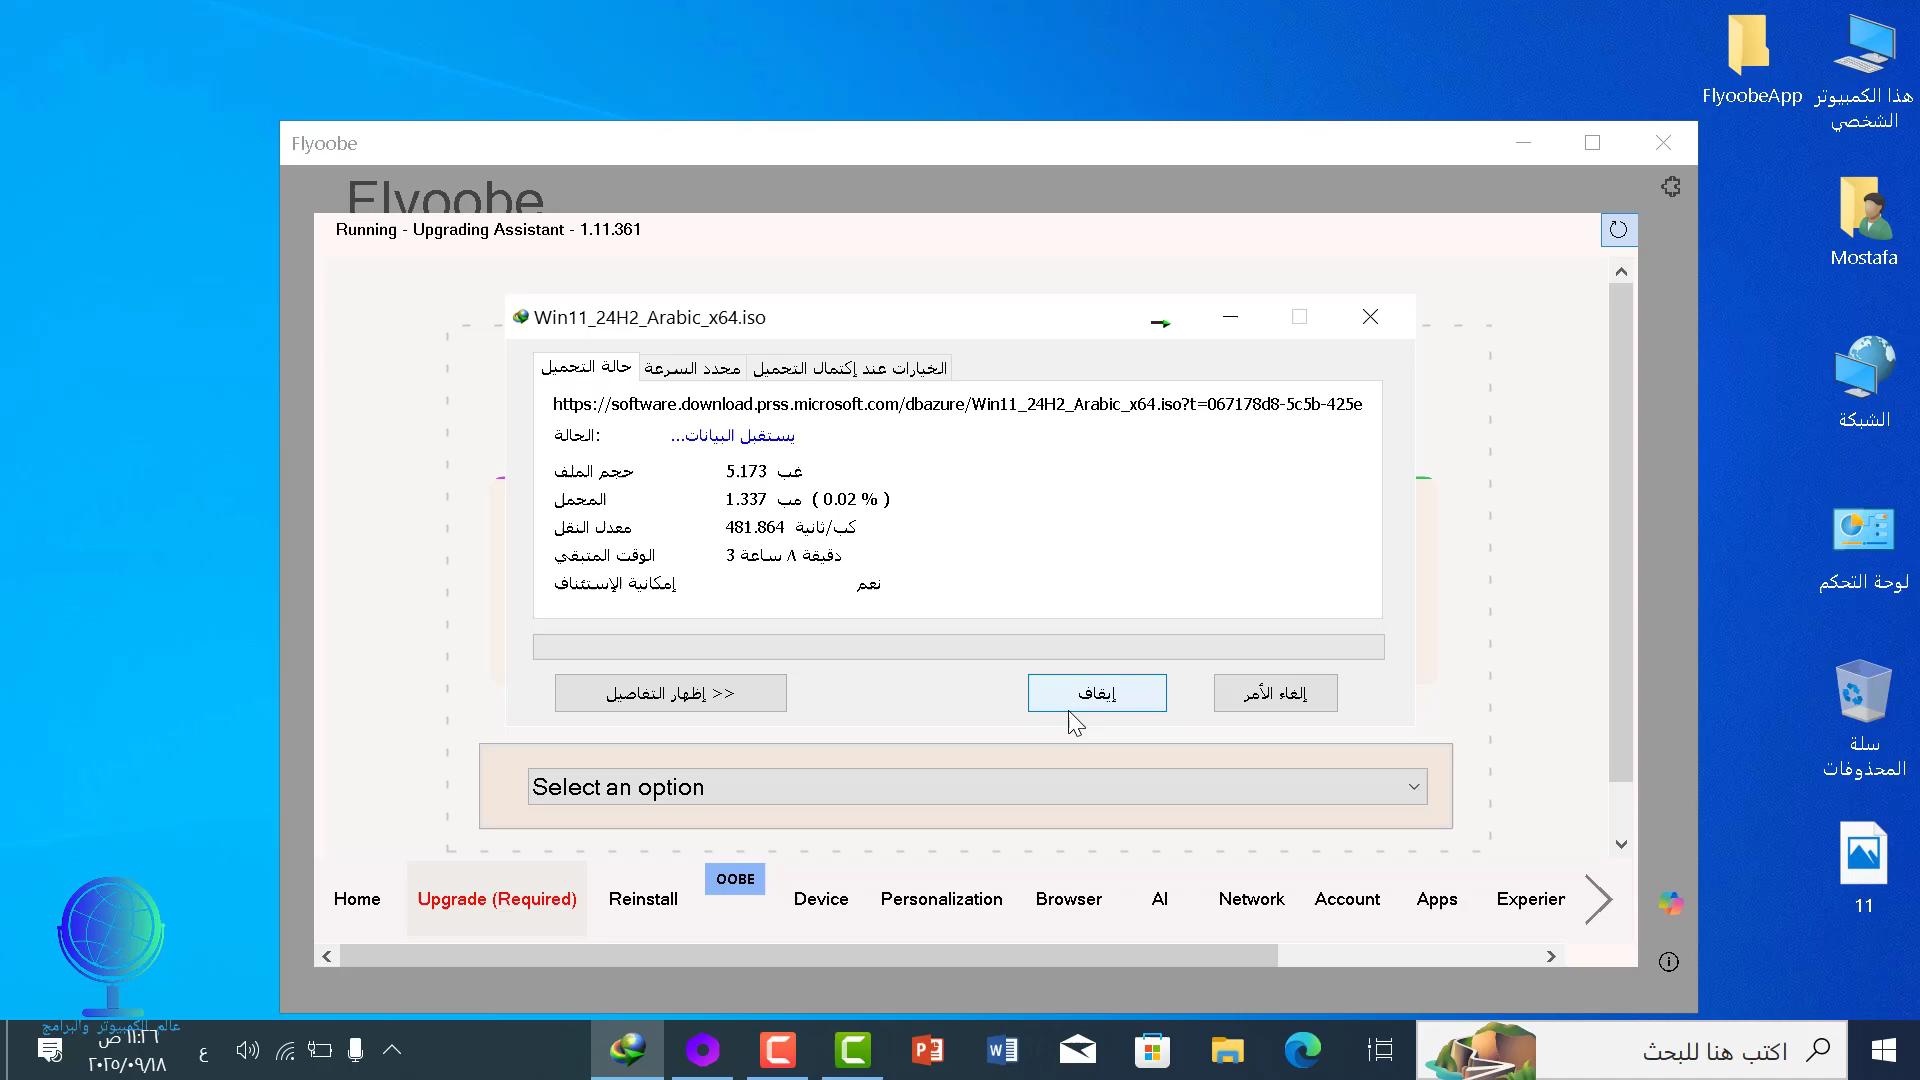 Flyoobe
Flyoobe
Running - Upgrading Assistant - 1.11.361
Win11_24H2_Arabic_x64.iso
حالة التحميل
محدد السرعة
الخيارات عند إكتمال التحميل
https://software.download.prss.microsoft.com/dbazure/Win11_24H2_Arabic_x64.iso?t=067178d8-5c5b-425e
الحالة:
يستقبل البيانات...
حجم الملف
5.173 غب
المحمل
1.337 مب ( 0.02 % )
معدل النقل
481.864 كب/ثانية
الوقت المتبقي
3 ساعة ٨ دقيقة
إمكانية الإستئناف
نعم
إظهار التفاصيل >>
إيقاف
إلغاء الأمر
Select an option
Home
Upgrade (Required)
Reinstall
OOBE
Device
Personalization
Browser
AI
Network
Account
Apps
Experier
هذا الكمبيوتر
الشخصي
FlyoobeApp
Mostafa
الشبكة
لوحة التحكم
سلة
المحذوفات
11
عالم الكمبيوتر والبرامج
اكتب هنا للبحث
ع
١١:٢٦ ص
٢٠٢٥/٠٩/١٨